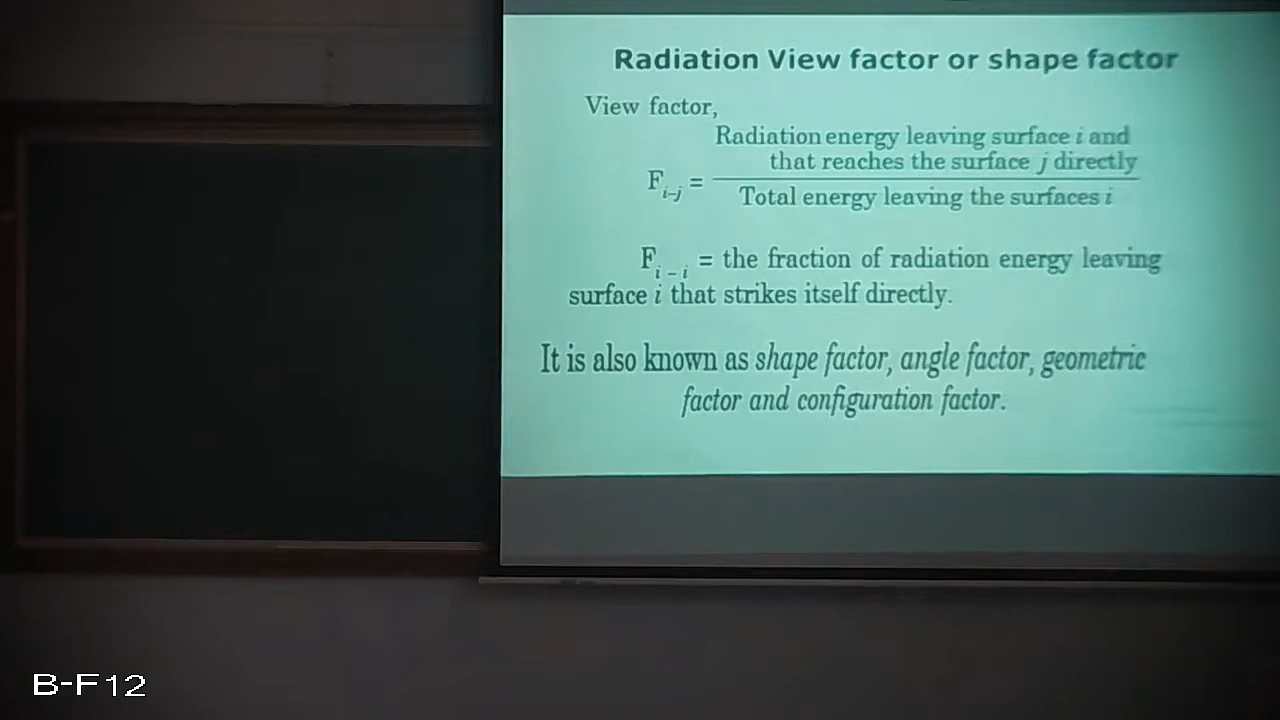 Radiation View factor or shape factor
View factor,
Radiation energy leaving surface i and
that reaches the surface j directly
F i–j =
Total energy leaving the surfaces i
F i – i = the fraction of radiation energy leaving
surface i that strikes itself directly.
It is also known as shape factor, angle factor, geometric
factor and configuration factor.
B-F12